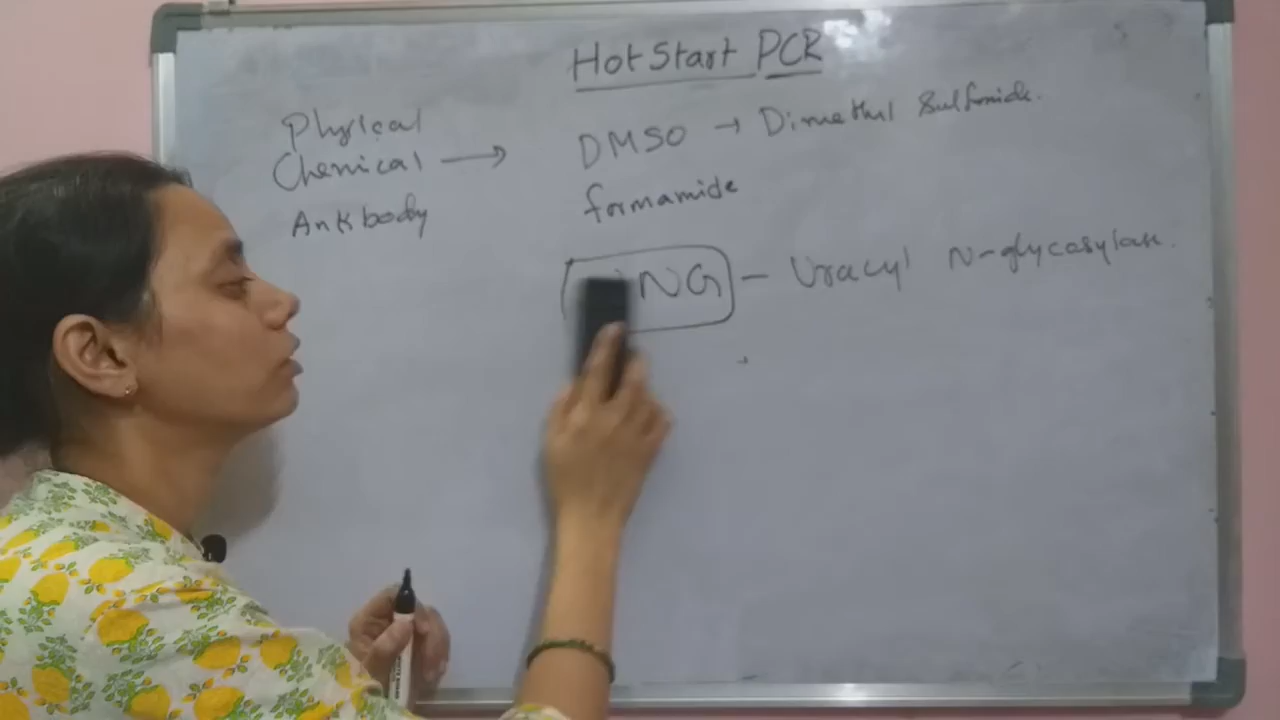 Hot Start PCR
Physical
Chemical → DMSO → Dimethyl Sulfoxide.
Antibody formamide
NG - Uracyl N-glycosylase.